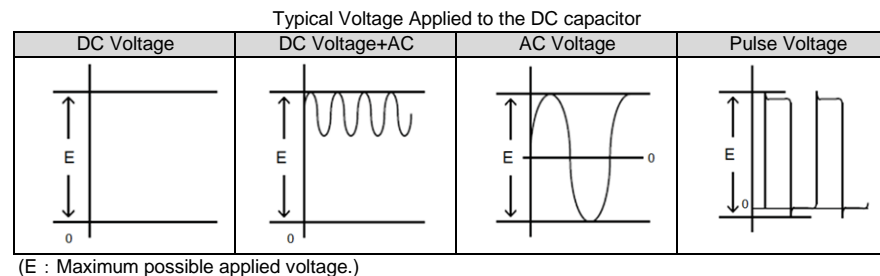 Typical Voltage Applied to the DC capacitor
DC Voltage DC Voltage+AC AC Voltage Pulse Voltage
E E E 0 E
0 0 0
(E：Maximum possible applied voltage.)